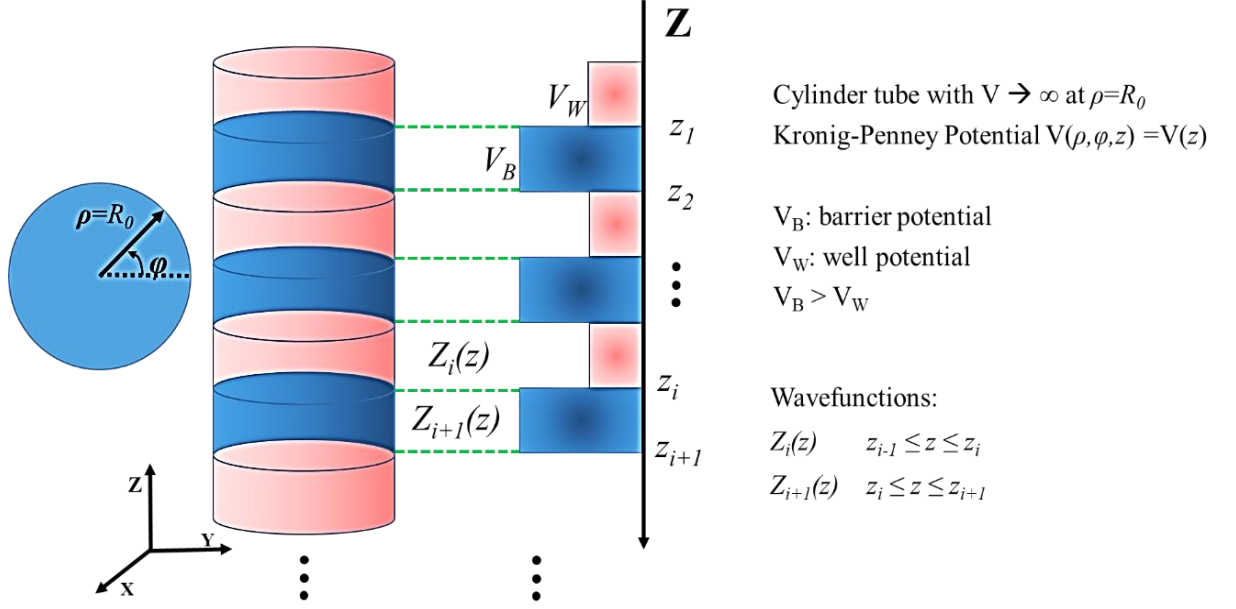 Z
V_W
z_1
V_B
z_2
ρ=R_0
φ
Z_i(z)
z_i
Z_{i+1}(z)
z_{i+1}
Z
Y
X
Cylinder tube with V → ∞ at ρ=R_0
Kronig-Penney Potential V(ρ,φ,z) =V(z)
V_B: barrier potential
V_W: well potential
V_B > V_W
Wavefunctions:
Z_i(z) z_{i-1} ≤ z ≤ z_i
Z_{i+1}(z) z_i ≤ z ≤ z_{i+1}